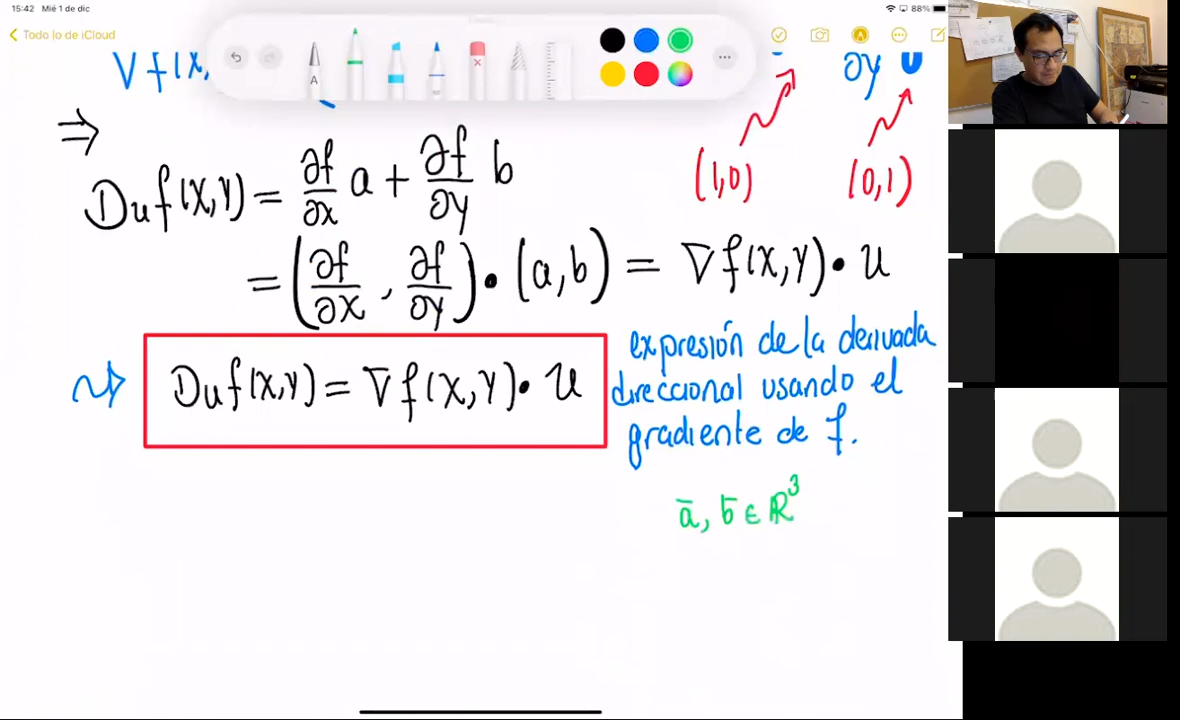 15:42 Mié 1 de dic
88%
Todo lo de iCloud
A
∇f(x,
∂y
⇒
Duf(x,y) = ∂f/∂x a + ∂f/∂y b
(1,0) (0,1)
= (∂f/∂x , ∂f/∂y) • (a,b) = ∇f(x,y) • u
Duf(x,y) = ∇f(x,y) • u
expresión de la derivada
direccional usando el
gradiente de f.
a̅, b̅ ∈ ℝ³